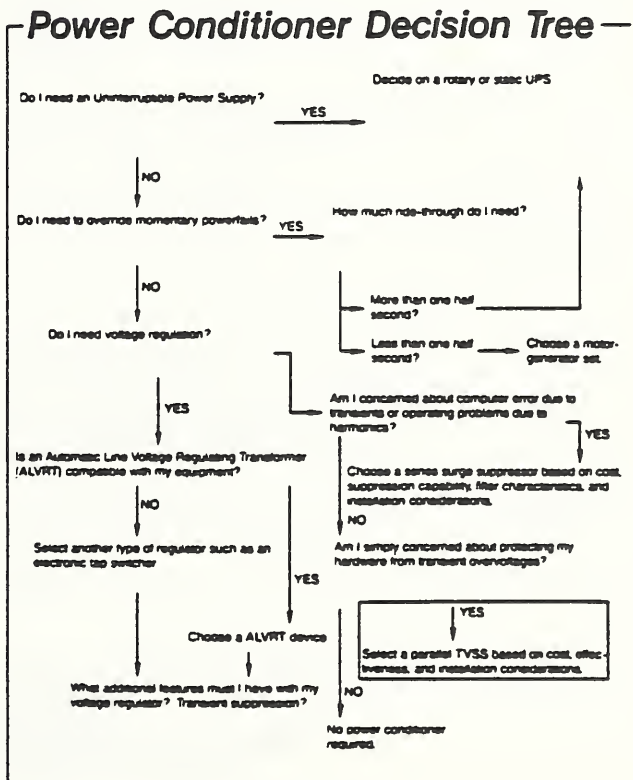 Power Conditioner Decision Tree
Decide on a rotary or static UPS
Do I need an Uninterruptable Power Supply?
YES
NO
Do I need to override momentary powerfails?
YES
How much ride-through do I need?
NO
More than one half
second?
Do I need voltage regulation?
Less than one half
second?
Choose a motor-
generator set.
YES
Am I concerned about computer error due to
transients or operating problems due to
harmonics?
YES
Is an Automatic Line Voltage Regulating Transformer
(ALVRT) compatible with my equipment?
Choose a series surge suppressor based on cost,
suppression capability, filter characteristics, and
installation considerations.
NO
NO
Select another type of regulator such as an
electronic tap switcher
Am I simply concerned about protecting my
hardware from transient overvoltages?
YES
YES
Choose a ALVRT device
Select a parallel TVSS based on cost, effec-
tiveness, and installation considerations.
What additional features must I have with my
voltage regulator? Transient suppression?
NO
No power conditioner
required.